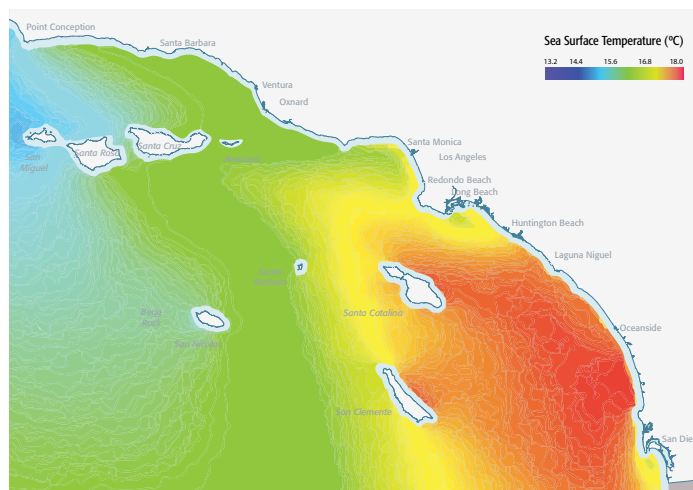 Point Conception
Santa Barbara
Sea Surface Temperature (ºC)
13.2 14.4 15.6 16.8 18.0
Ventura
Oxnard
Santa Monica
Los Angeles
San
Miguel
Santa Rosa
Santa Cruz
Redondo Beach
Long Beach
Huntington Beach
Laguna Niguel
Santa
Begg
Rock
Santa Catalina
San Nicolas
Oceanside
San Clemente
San Die